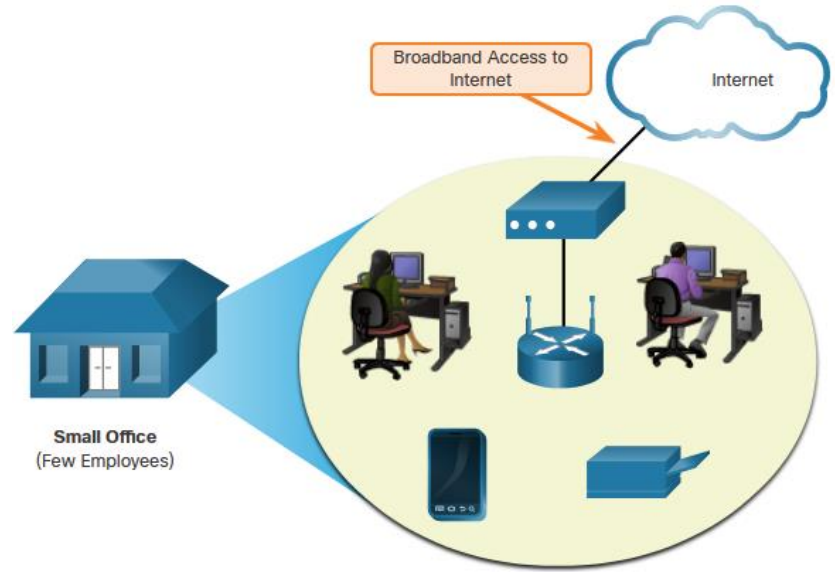 Broadband Access to
Internet
Internet
Small Office
(Few Employees)